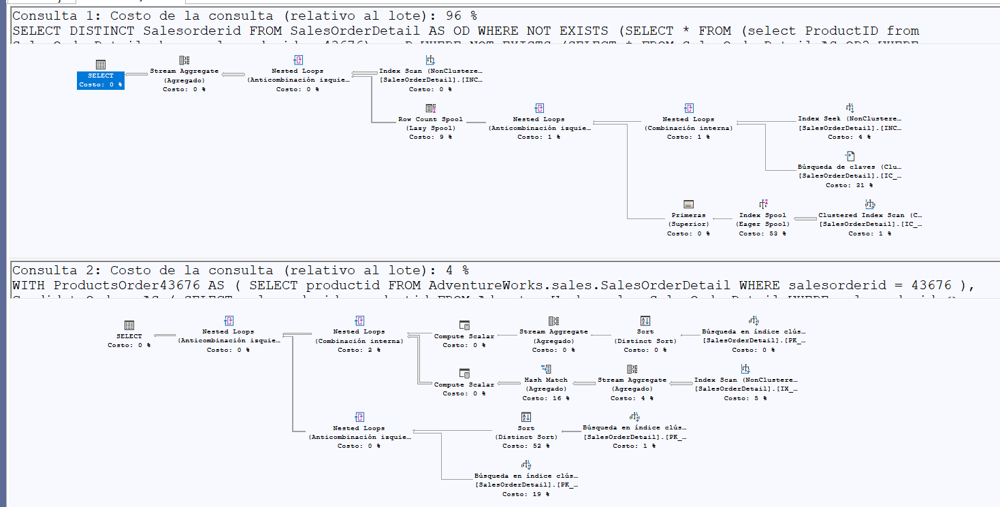 Consulta 1: Costo de la consulta (relativo al lote): 96 %
SELECT DISTINCT Salesorderid FROM SalesOrderDetail AS OD WHERE NOT EXISTS (SELECT * FROM (select ProductID from
SELECT
Costo: 0 %
Stream Aggregate
(Agregado)
Costo: 0 %
Nested Loops
(Anticombinación izquie…
Costo: 0 %
Index Scan (NonClustere…
[SalesOrderDetail].[INC…
Costo: 0 %
Row Count Spool
(Lazy Spool)
Costo: 9 %
Nested Loops
(Anticombinación izquie…
Costo: 1 %
Nested Loops
(Combinación interna)
Costo: 1 %
Index Seek (NonClustere…
[SalesOrderDetail].[INC…
Costo: 4 %
Búsqueda de claves (Clu…
[SalesOrderDetail].[IC_…
Costo: 31 %
Primeras
(Superior)
Costo: 0 %
Index Spool
(Eager Spool)
Costo: 53 %
Clustered Index Scan (C…
[SalesOrderDetail].[IC_…
Costo: 1 %
Consulta 2: Costo de la consulta (relativo al lote): 4 %
WITH ProductsOrder43676 AS ( SELECT productid FROM AdventureWorks.sales.SalesOrderDetail WHERE salesorderid = 43676 ),
SELECT
Costo: 0 %
Nested Loops
(Anticombinación izquie…
Costo: 0 %
Nested Loops
(Combinación interna)
Costo: 2 %
Compute Scalar
Costo: 0 %
Stream Aggregate
(Agregado)
Costo: 0 %
Sort
(Distinct Sort)
Costo: 0 %
Búsqueda en índice clús…
[SalesOrderDetail].[PK_…
Costo: 0 %
Compute Scalar
Costo: 0 %
Hash Match
(Agregado)
Costo: 16 %
Stream Aggregate
(Agregado)
Costo: 4 %
Index Scan (NonClustere…
[SalesOrderDetail].[IX_…
Costo: 5 %
Nested Loops
(Anticombinación izquie…
Costo: 0 %
Sort
(Distinct Sort)
Costo: 52 %
Búsqueda en índice clús…
[SalesOrderDetail].[PK_…
Costo: 1 %
Búsqueda en índice clús…
[SalesOrderDetail].[PK_…
Costo: 19 %